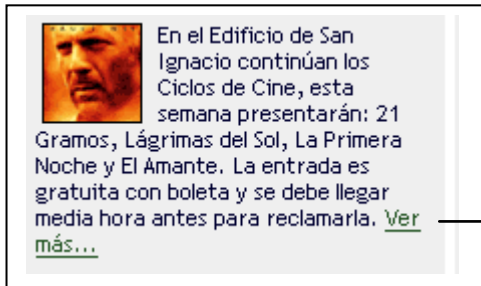 En el Edificio de San
Ignacio continúan los
Ciclos de Cine, esta
semana presentarán: 21
Gramos, Lágrimas del Sol, La Primera
Noche y El Amante. La entrada es
gratuita con boleta y se debe llegar
media hora antes para reclamarla. Ver
más...